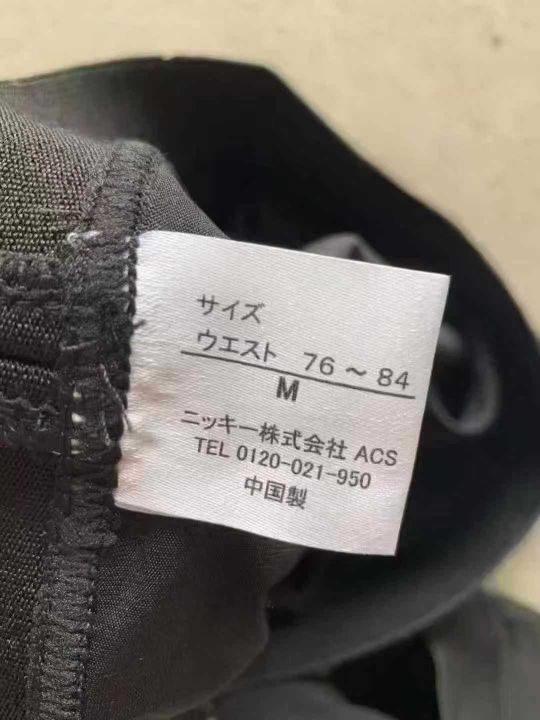 サイズ
ウエスト 76～84
M
ニッキー株式会社 ACS
TEL 0120-021-950
中国製